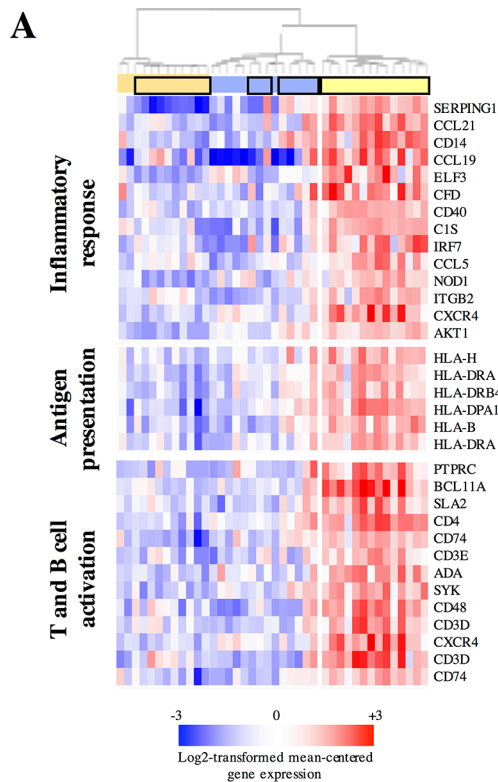 A
Inflammatory
response
SERPING1
CCL21
CD14
CCL19
ELF3
CFD
CD40
C1S
IRF7
CCL5
NOD1
ITGB2
CXCR4
AKT1
Antigen
presentation
HLA-H
HLA-DRA
HLA-DRB4
HLA-DPA1
HLA-B
HLA-DRA
T and B cell
activation
PTPRC
BCL11A
SLA2
CD4
CD74
CD3E
ADA
SYK
CD48
CD3D
CXCR4
CD3D
CD74
-3 0 +3
Log2-transformed mean-centered
gene expression